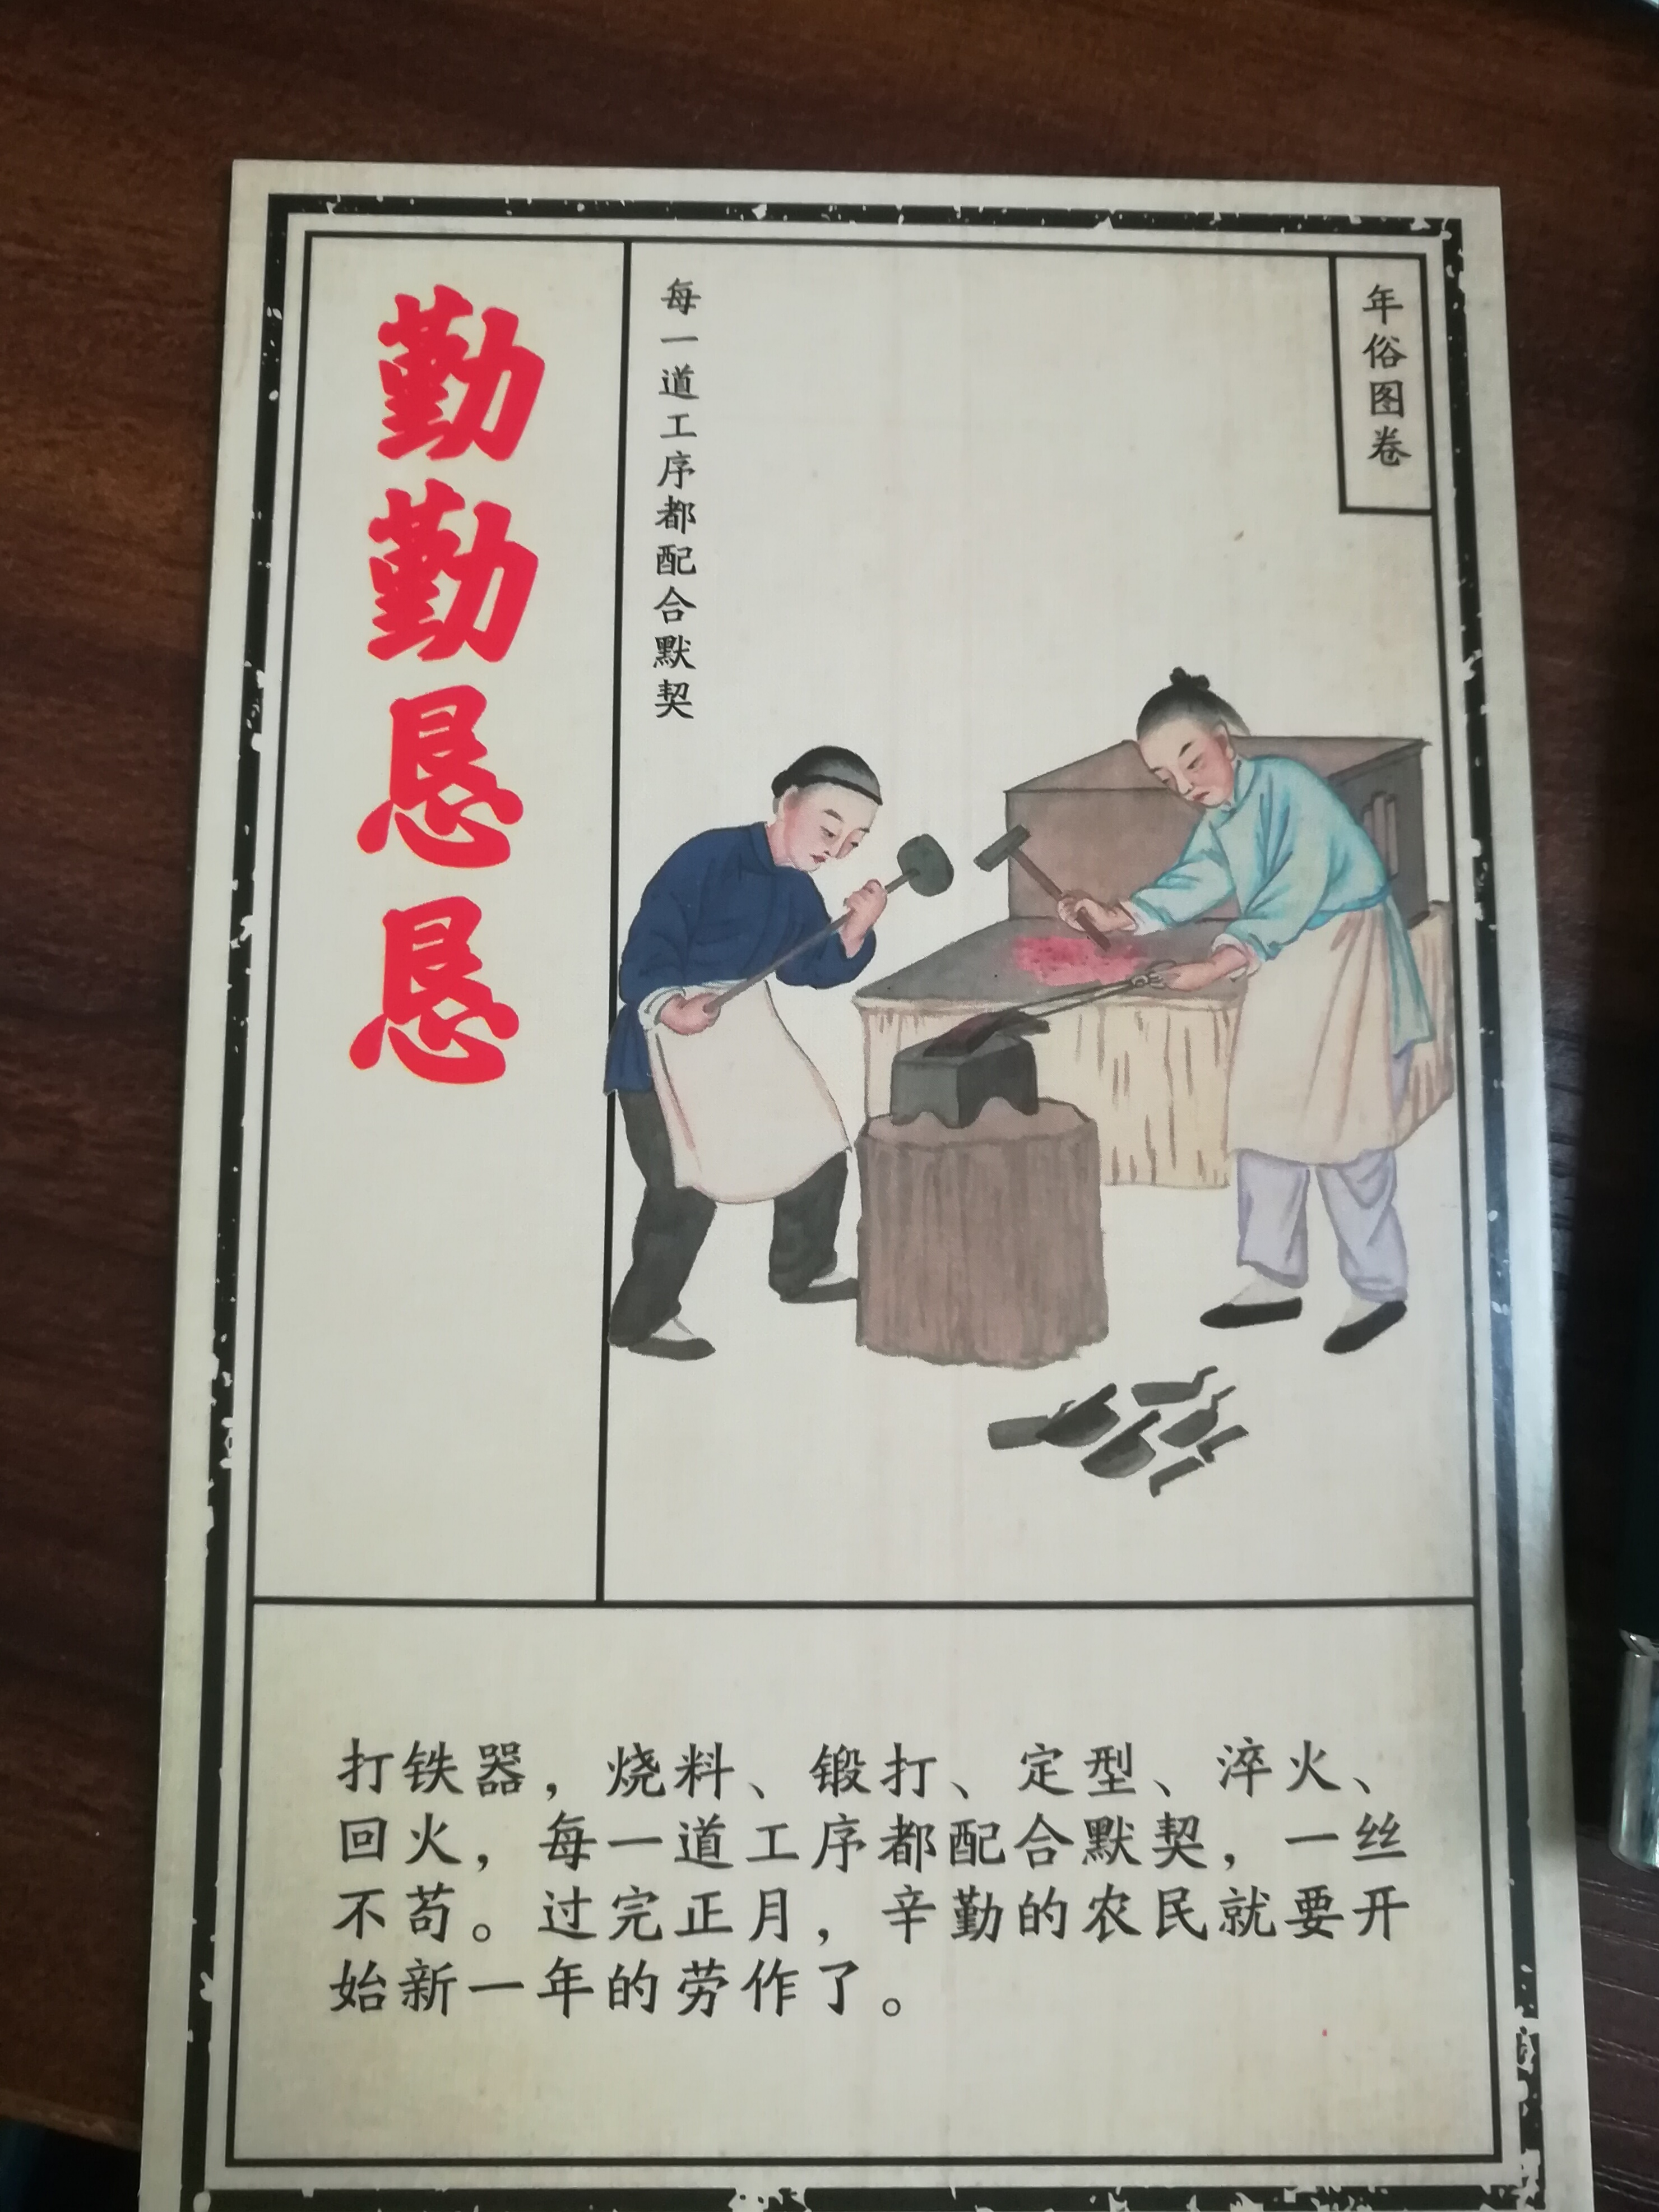 年俗图卷
勤勤恳恳
每一道工序都配合默契
打铁器，烧料、锻打、定型、淬火、
回火，每一道工序都配合默契，一丝
不苟。过完正月，辛勤的农民就要开
始新一年的劳作了。